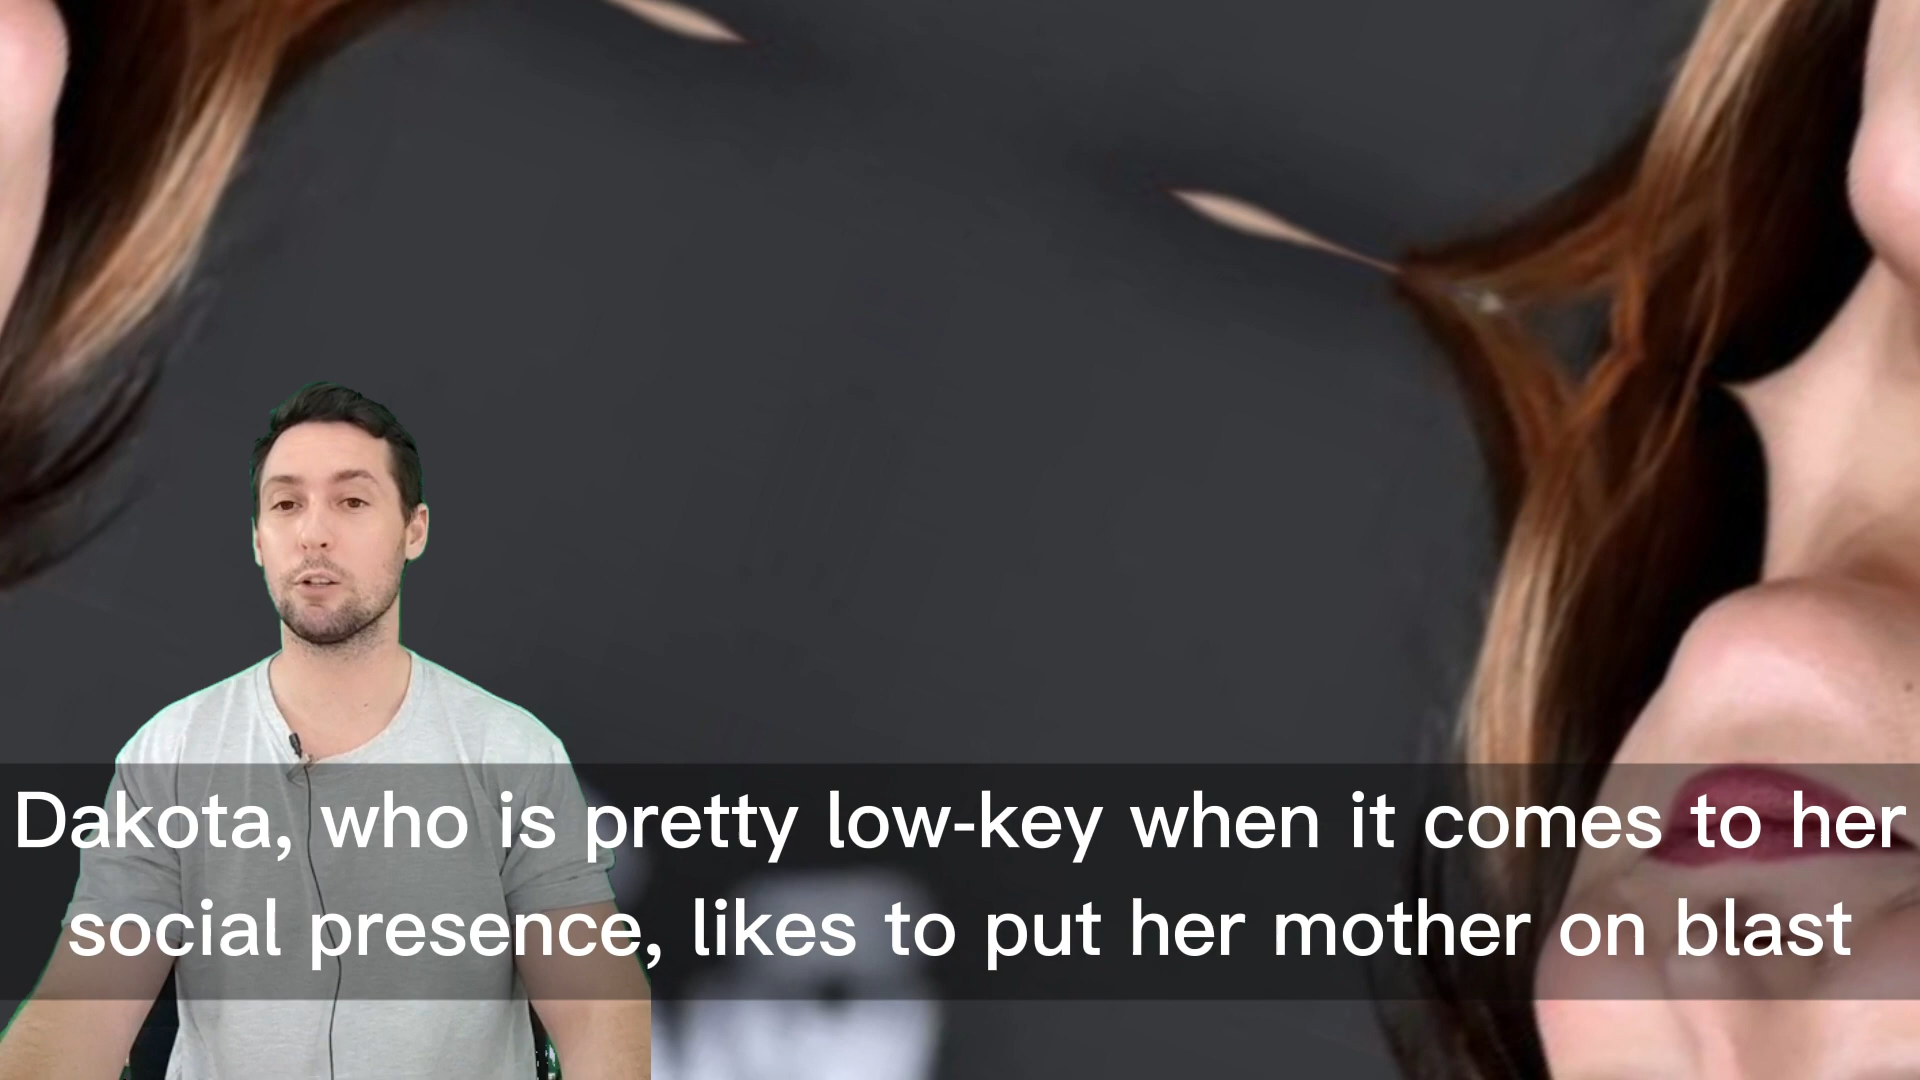 Dakota, who is pretty low-key when it comes to her
social presence, likes to put her mother on blast